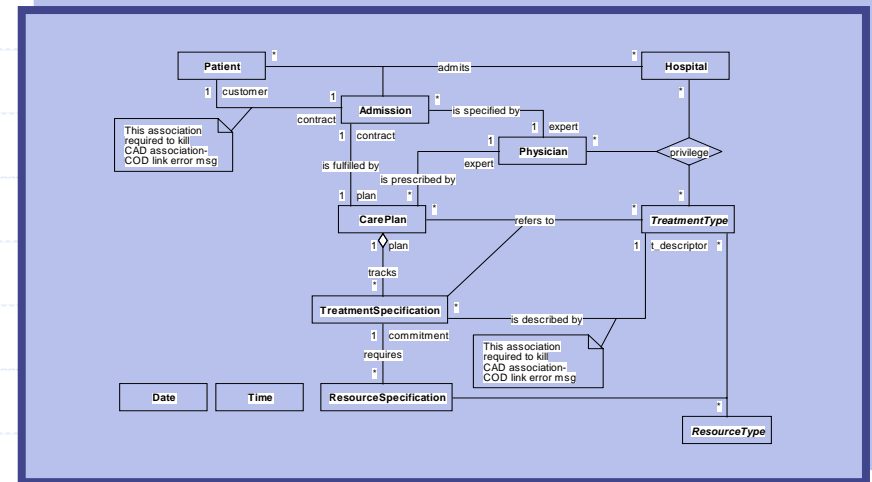 *
*
Patient
admits
Hospital
1
customer
1
*
*
Admission
is specified by
contract
This association
required to kill
CAD association-
COD link error msg
1
contract
1
expert
1
*
Physician
privilege
expert
is fulfilled by
is prescribed by
1
plan
*
*
*
*
CarePlan
refers to
TreatmentType
1
plan
1
t_descriptor
*
tracks
*
*
TreatmentSpecification
is described by
1
commitment
This association
required to kill
CAD association-
COD link error msg
requires
*
Date
Time
ResourceSpecification
*
ResourceType